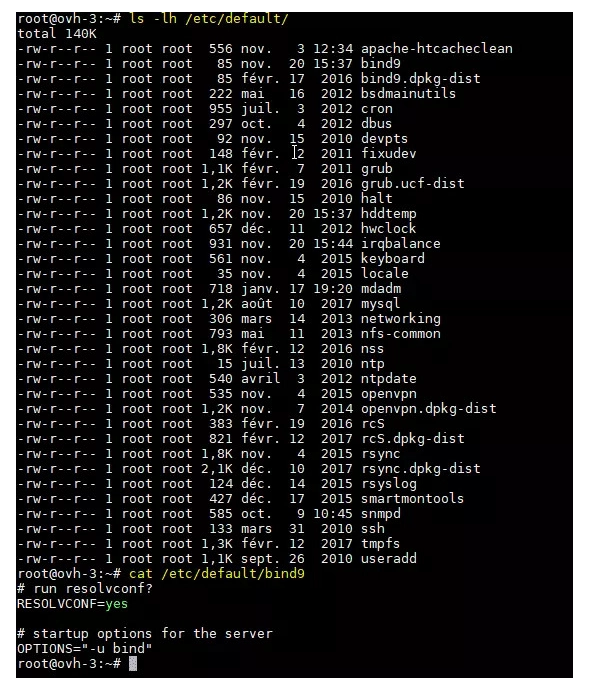 root@ovh-3:~# ls -lh /etc/default/
total 140K
-rw-r--r-- 1 root root  556 nov.   3 12:34 apache-htcacheclean
-rw-r--r-- 1 root root   85 nov.  20 15:37 bind9
-rw-r--r-- 1 root root   85 févr. 17  2016 bind9.dpkg-dist
-rw-r--r-- 1 root root  222 mai   16  2012 bsdmainutils
-rw-r--r-- 1 root root  955 juil.  3  2012 cron
-rw-r--r-- 1 root root  297 oct.   4  2012 dbus
-rw-r--r-- 1 root root   92 nov.  15  2010 devpts
-rw-r--r-- 1 root root  148 févr. 12  2011 fixudev
-rw-r--r-- 1 root root 1,1K févr.  7  2011 grub
-rw-r--r-- 1 root root 1,2K févr. 19  2016 grub.ucf-dist
-rw-r--r-- 1 root root   86 nov.  15  2010 halt
-rw-r--r-- 1 root root 1,2K nov.  20 15:37 hddtemp
-rw-r--r-- 1 root root  657 déc.  11  2012 hwclock
-rw-r--r-- 1 root root  931 nov.  20 15:44 irqbalance
-rw-r--r-- 1 root root  561 nov.   4  2015 keyboard
-rw-r--r-- 1 root root   35 nov.   4  2015 locale
-rw-r--r-- 1 root root  718 janv. 17 19:20 mdadm
-rw-r--r-- 1 root root 1,2K août  10  2017 mysql
-rw-r--r-- 1 root root  306 mars  14  2013 networking
-rw-r--r-- 1 root root  793 mai   11  2013 nfs-common
-rw-r--r-- 1 root root 1,8K févr. 12  2016 nss
-rw-r--r-- 1 root root   15 juil. 13  2010 ntp
-rw-r--r-- 1 root root  540 avril  3  2012 ntpdate
-rw-r--r-- 1 root root  535 nov.   4  2015 openvpn
-rw-r--r-- 1 root root 1,2K nov.   7  2014 openvpn.dpkg-dist
-rw-r--r-- 1 root root  383 févr. 19  2016 rcS
-rw-r--r-- 1 root root  821 févr. 12  2017 rcS.dpkg-dist
-rw-r--r-- 1 root root 1,8K nov.   4  2015 rsync
-rw-r--r-- 1 root root 2,1K déc.  10  2017 rsync.dpkg-dist
-rw-r--r-- 1 root root  124 déc.  14  2015 rsyslog
-rw-r--r-- 1 root root  427 déc.  17  2015 smartmontools
-rw-r--r-- 1 root root  585 oct.   9 10:45 snmpd
-rw-r--r-- 1 root root  133 mars  31  2010 ssh
-rw-r--r-- 1 root root 1,3K févr. 12  2017 tmpfs
-rw-r--r-- 1 root root 1,1K sept. 26  2010 useradd
root@ovh-3:~# cat /etc/default/bind9
# run resolvconf?
RESOLVCONF=yes

# startup options for the server
OPTIONS="-u bind"
root@ovh-3:~#